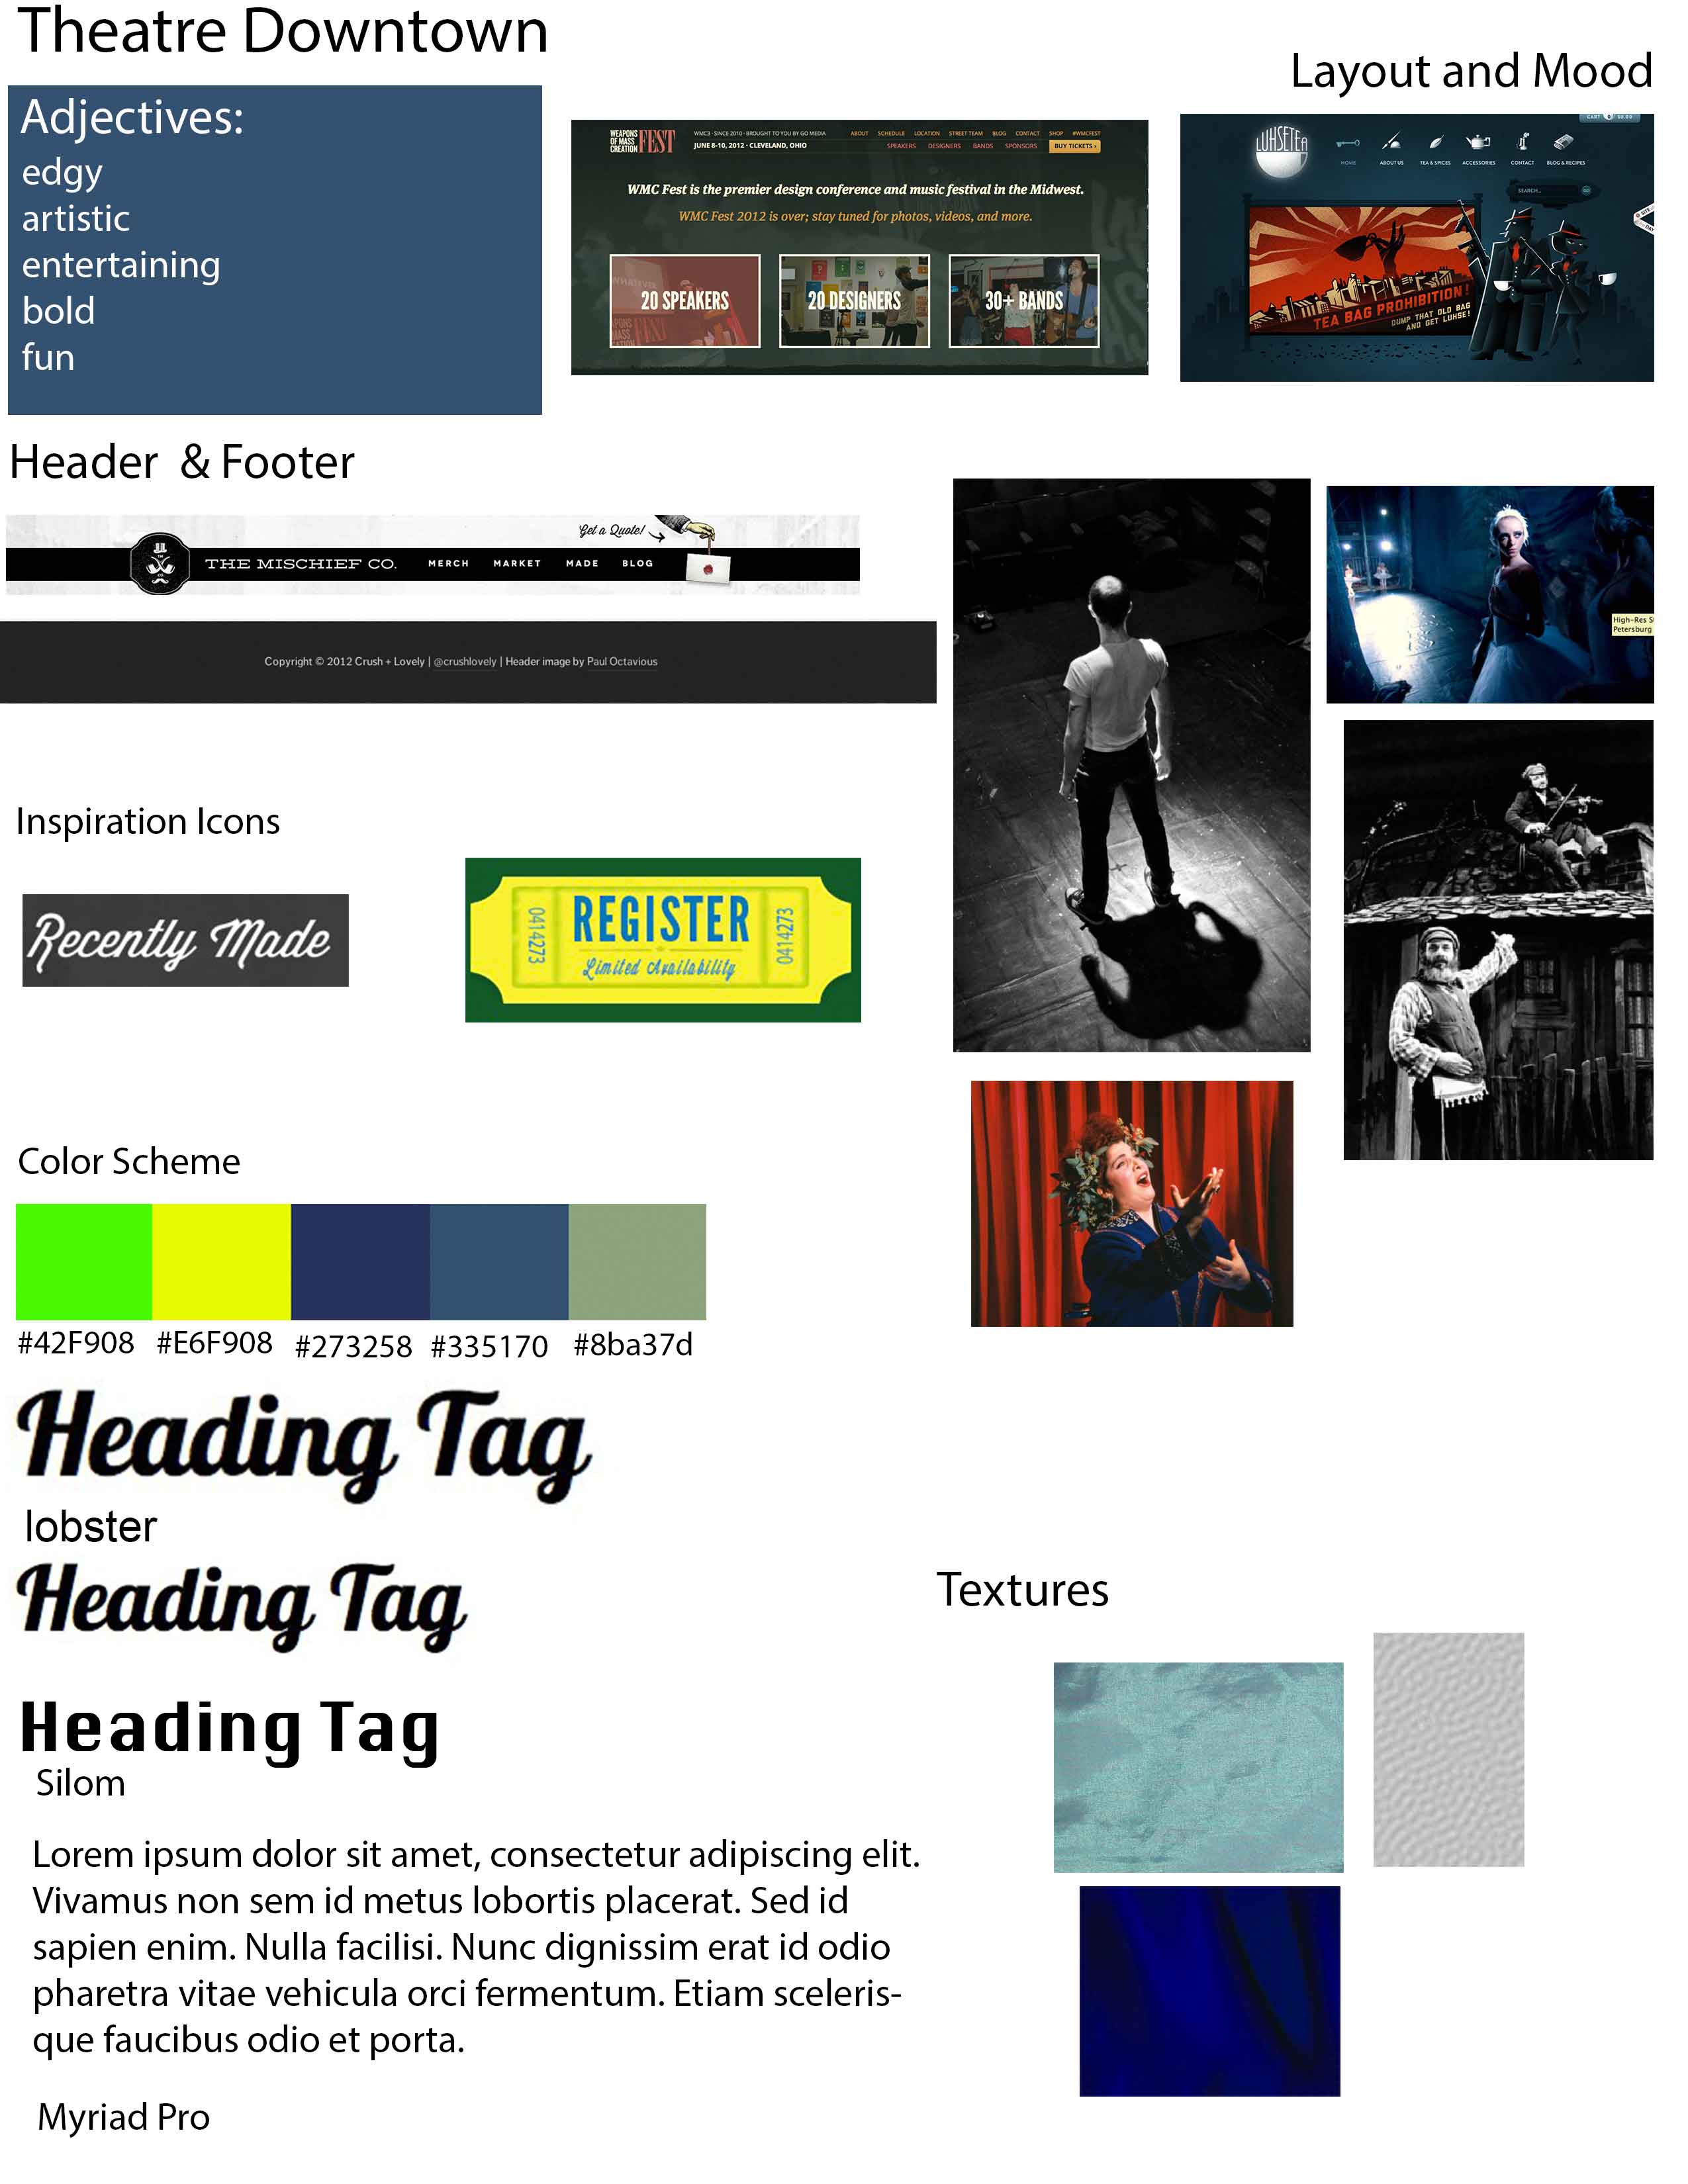 Theatre Downtown
Layout and Mood
Adjectives:
edgy
artistic
entertaining
bold
fun
WEAPONS
OF MASS
CREATION
FEST
WMC3 · SINCE 2010 · BROUGHT TO YOU BY GO MEDIA
JUNE 8-10, 2012 · CLEVELAND, OHIO
ABOUT SCHEDULE LOCATION STREET TEAM BLOG CONTACT SHOP #WMCFEST
SPEAKERS DESIGNERS BANDS SPONSORS BUY TICKETS ›
WMC Fest is the premier design conference and music festival in the Midwest.
WMC Fest 2012 is over; stay tuned for photos, videos, and more.
20 SPEAKERS
20 DESIGNERS
30+ BANDS
CART $0.00
LUHSETEA
HOME ABOUT US TEA & SPICES ACCESSORIES CONTACT BLOG & RECIPES
SEARCH...
TEA BAG PROHIBITION!
DUMP THAT OLD BAG
AND GET LUHSE!
Header & Footer
Get a Quote!
THE MISCHIEF CO. MERCH MARKET MADE BLOG
Copyright © 2012 Crush + Lovely | @crushlovely | Header image by Paul Octavious
High-Res S
Petersburg
Inspiration Icons
Recently Made
0414273
REGISTER
Limited Availability
0414273
Color Scheme
#42F908 #E6F908 #273258 #335170 #8ba37d
Heading Tag
lobster
Heading Tag
Heading Tag
Silom
Textures
Lorem ipsum dolor sit amet, consectetur adipiscing elit.
Vivamus non sem id metus lobortis placerat. Sed id
sapien enim. Nulla facilisi. Nunc dignissim erat id odio
pharetra vitae vehicula orci fermentum. Etiam sceleris-
que faucibus odio et porta.
Myriad Pro